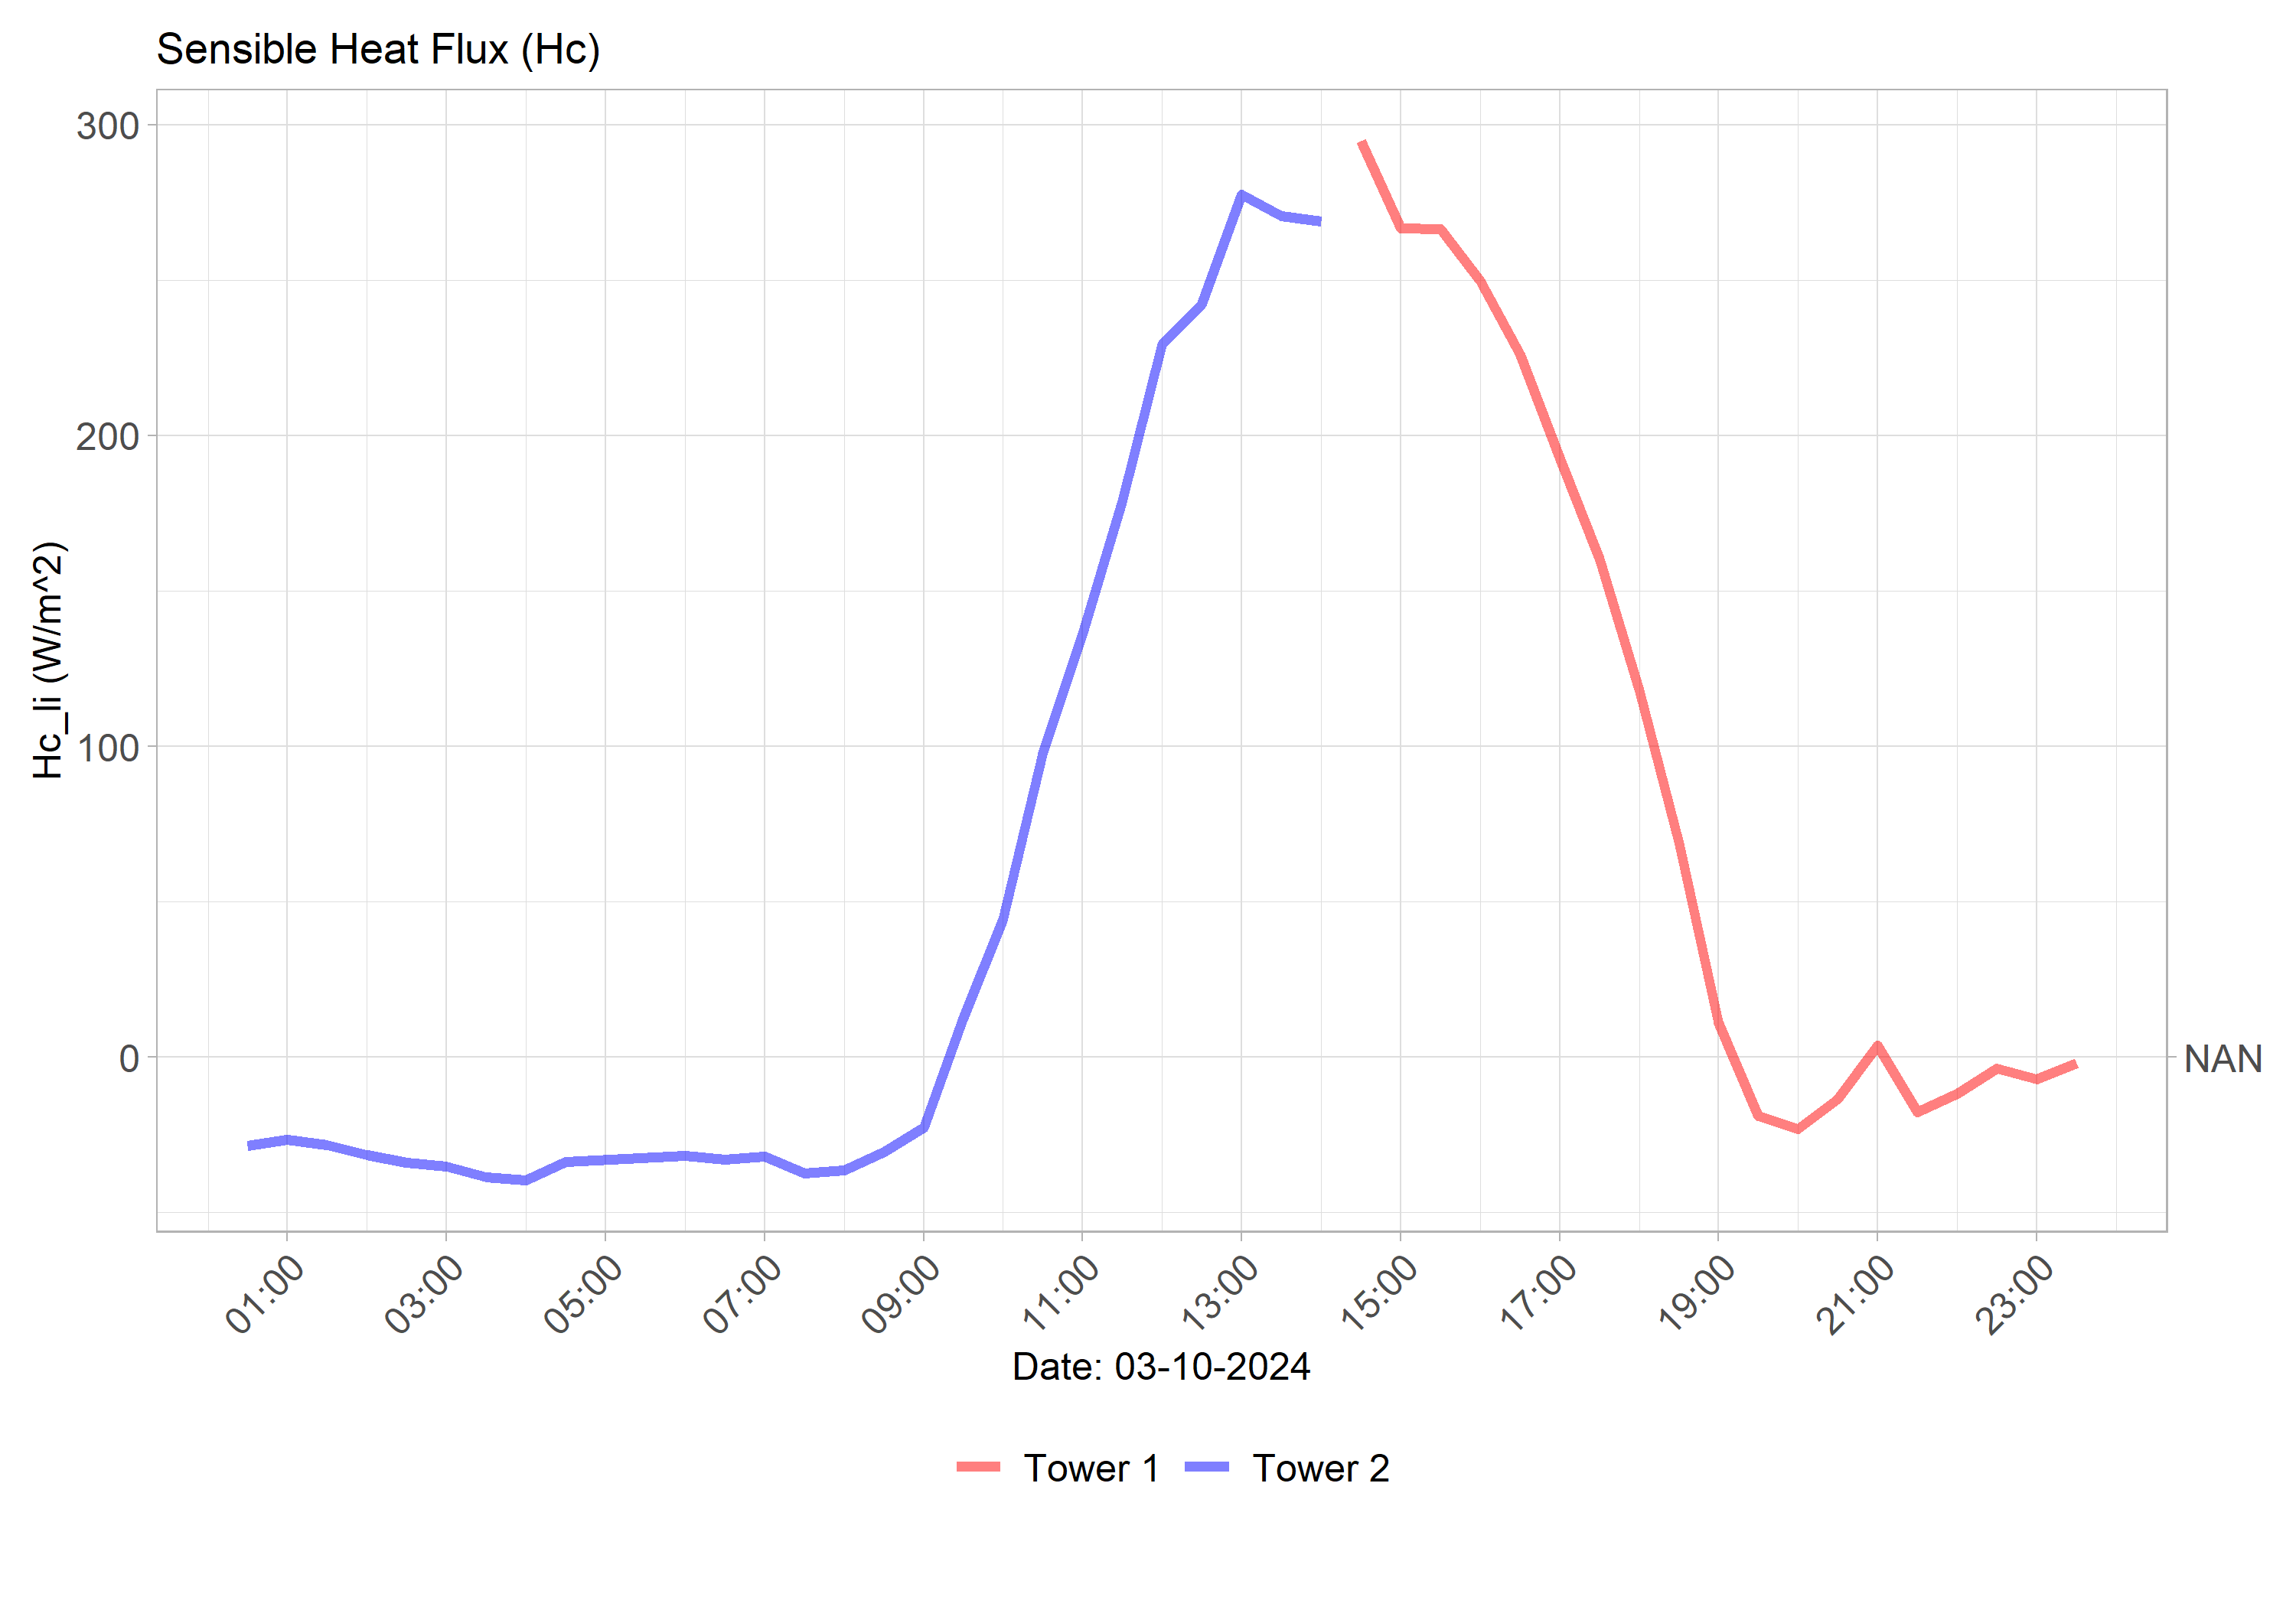 Sensible Heat Flux (Hc)
300
200
100
0
Hc_li (W/m^2)
NAN
01:00 03:00 05:00 07:00 09:00 11:00 13:00 15:00 17:00 19:00 21:00 23:00
Date: 03-10-2024
Tower 1 Tower 2